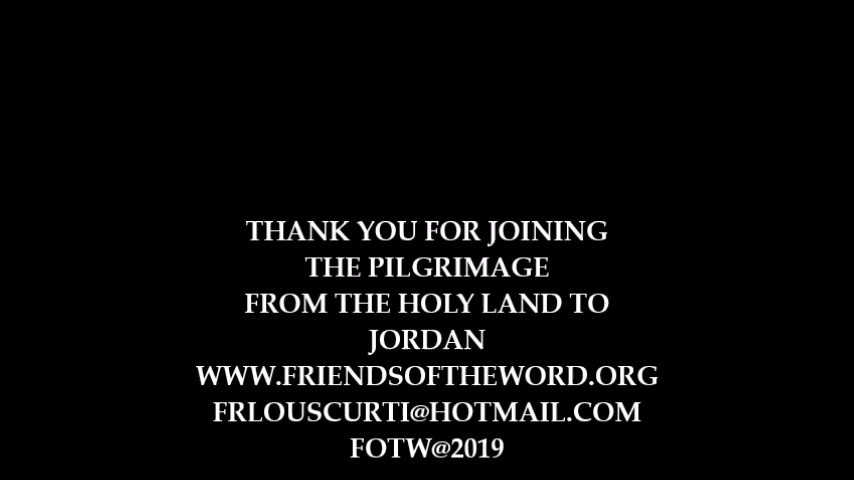 THANK YOU FOR JOINING
THE PILGRIMAGE
FROM THE HOLY LAND TO
JORDAN
WWW.FRIENDSOFTHEWORD.ORG
FRLOUSCURTI@HOTMAIL.COM
FOTW@2019